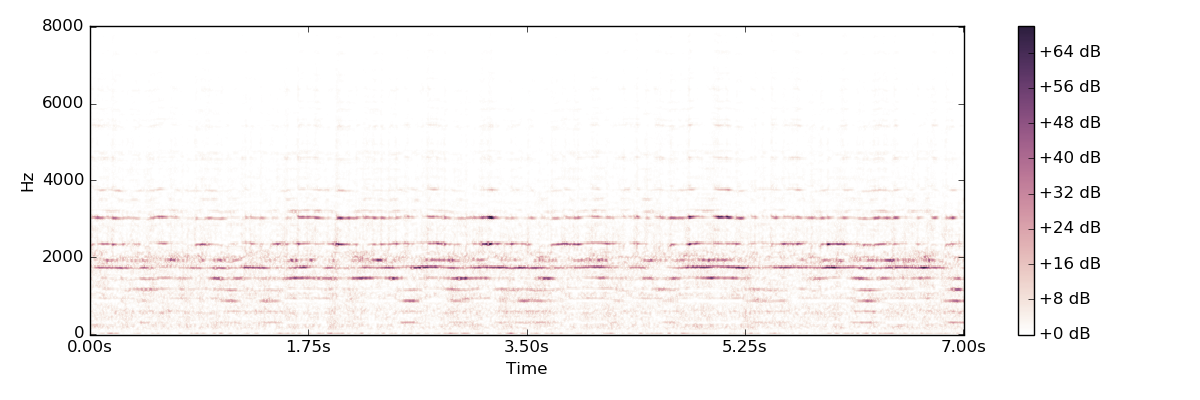 8000
6000
4000
2000
0
Hz
0.00s 1.75s 3.50s 5.25s 7.00s
Time
+64 dB
+56 dB
+48 dB
+40 dB
+32 dB
+24 dB
+16 dB
+8 dB
+0 dB